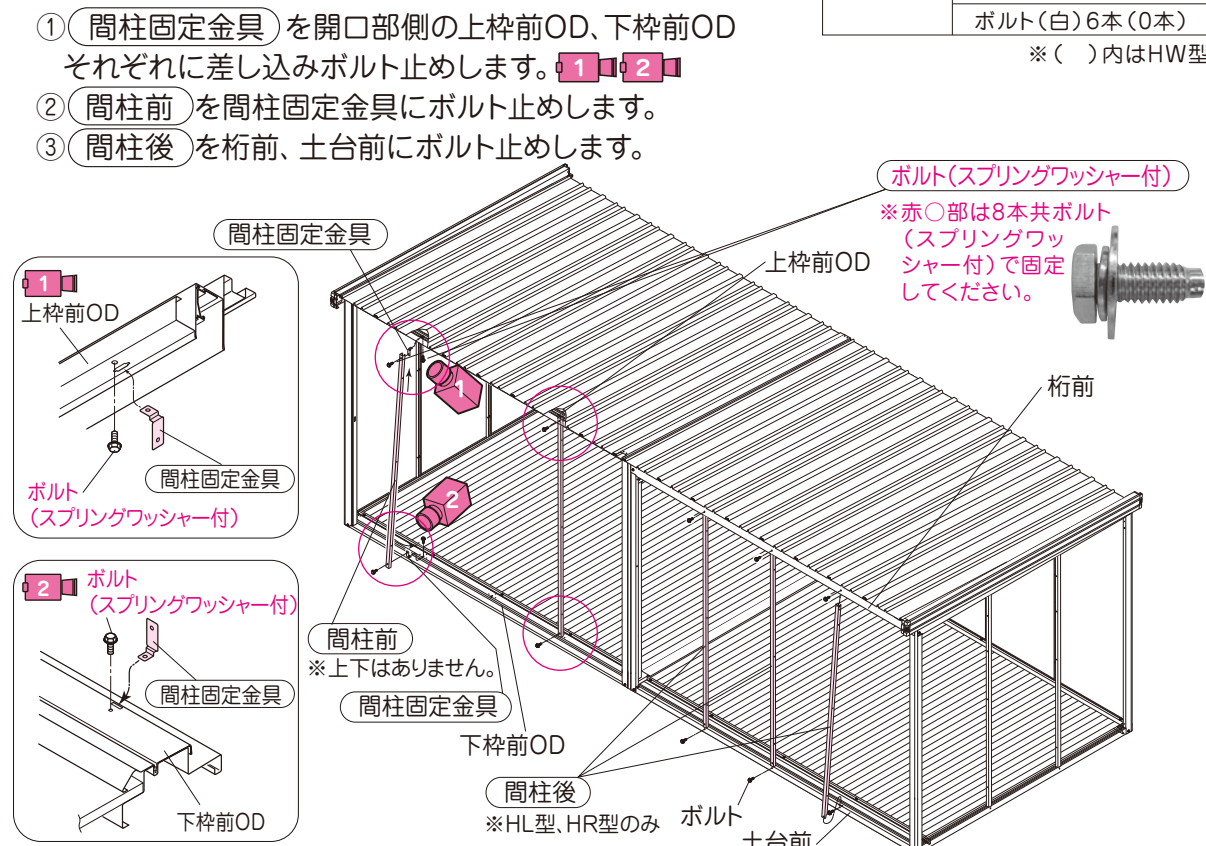 ①間柱固定金具を開口部側の上枠前OD、下枠前OD
それぞれに差し込みボルト止めします。1 2
②間柱前を間柱固定金具にボルト止めします。
③間柱後を桁前、土台前にボルト止めします。
ボルト(白)6本(0本)
※(　)内はHW型
ボルト(スプリングワッシャー付)
※赤○部は8本共ボルト
(スプリングワッ
シャー付)で固定
してください。
間柱固定金具
上枠前OD
桁前
1
上枠前OD
間柱固定金具
ボルト
(スプリングワッシャー付)
1
2
2
ボルト
(スプリングワッシャー付)
間柱固定金具
下枠前OD
間柱前
※上下はありません。
間柱固定金具
下枠前OD
間柱後
※HL型、HR型のみ
ボルト
土台前